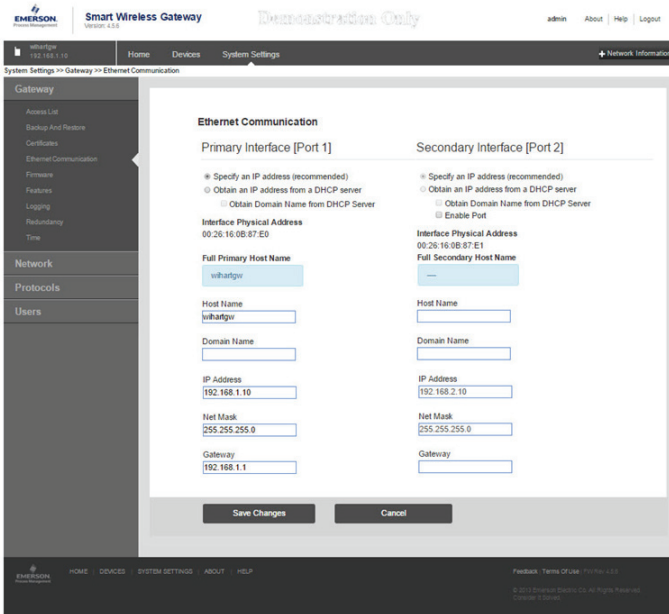 EMERSON
Process Management
Smart Wireless Gateway
Version: 4.5.6
Demonstration Only
admin About | Help | Logout
wihartgw
192.168.1.10
Home Devices System Settings
+ Network Information
System Settings >> Gateway >> Ethernet Communication
Gateway
Access List
Backup And Restore
Certificates
Ethernet Communication
Firmware
Features
Logging
Redundancy
Time
Network
Protocols
Users
Ethernet Communication
Primary Interface [Port 1]
Specify an IP address (recommended)
Obtain an IP address from a DHCP server
Obtain Domain Name from DHCP Server
Interface Physical Address
00:26:16:0B:87:E0
Full Primary Host Name
wihartgw
Host Name
wihartgw
Domain Name
IP Address
192.168.1.10
Net Mask
255.255.255.0
Gateway
192.168.1.1
Secondary Interface [Port 2]
Specify an IP address (recommended)
Obtain an IP address from a DHCP server
Obtain Domain Name from DHCP Server
Enable Port
Interface Physical Address
00:26:16:0B:87:E1
Full Secondary Host Name
----
Host Name
Domain Name
IP Address
192.168.2.10
Net Mask
255.255.255.0
Gateway
Save Changes Cancel
EMERSON
Process Management
HOME | DEVICES | SYSTEM SETTINGS | ABOUT | HELP
Feedback | Terms Of Use
Emerson Electric Co. All Rights Reserved.